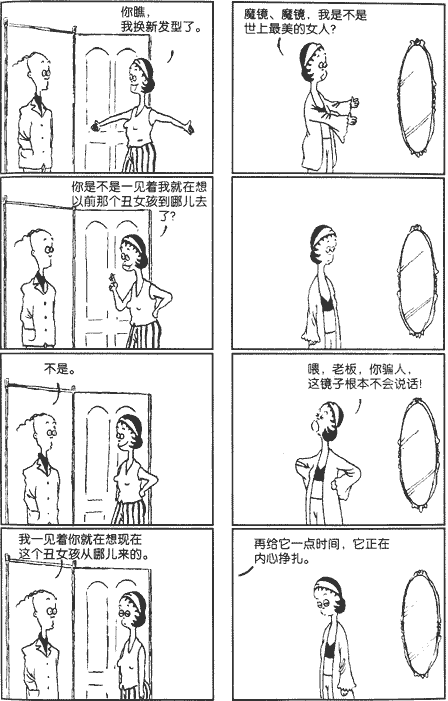 你瞧，
我换新发型了。
你是不是一见着我就在想
以前那个丑女孩到哪儿去
了？
不是。
我一见着你就在想现在
这个丑女孩从哪儿来的。
魔镜、魔镜，我是不是
世上最美的女人？
喂，老板，你骗人，
这镜子根本不会说话！
再给它一点时间，它正在
内心挣扎。